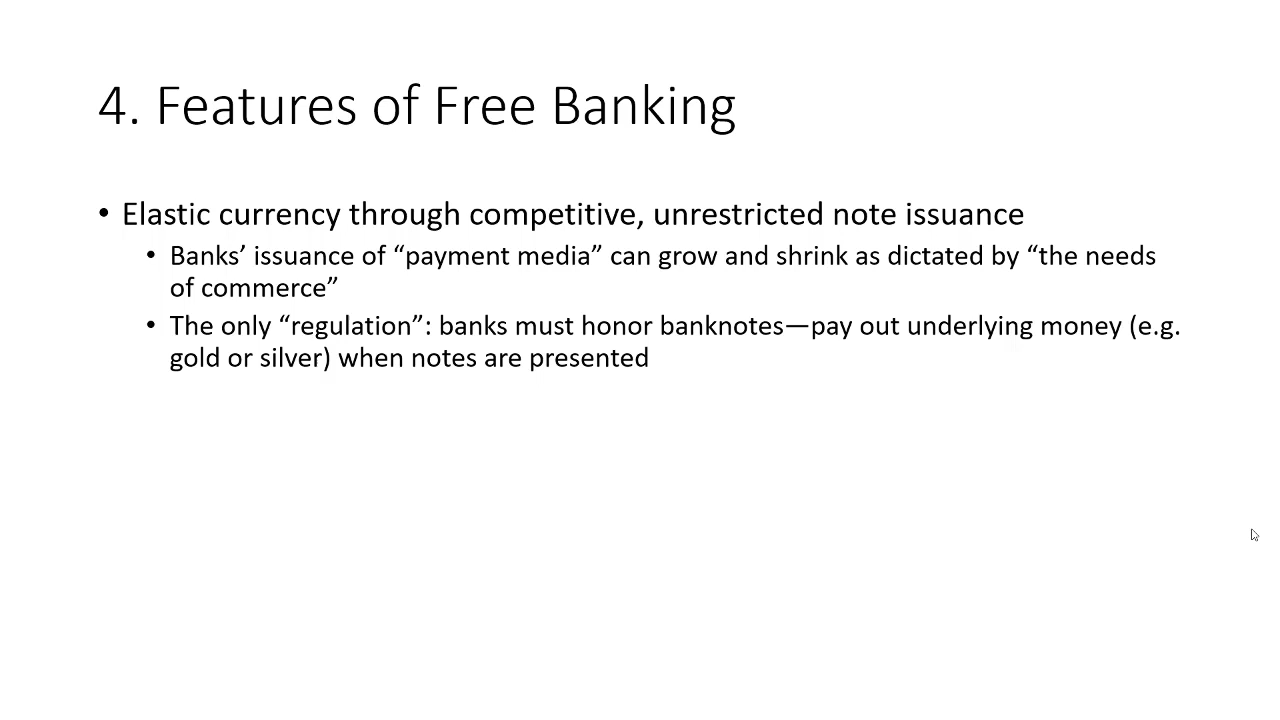 4. Features of Free Banking
• Elastic currency through competitive, unrestricted note issuance
• Banks’ issuance of “payment media” can grow and shrink as dictated by “the needs
of commerce”
• The only “regulation”: banks must honor banknotes—pay out underlying money (e.g.
gold or silver) when notes are presented